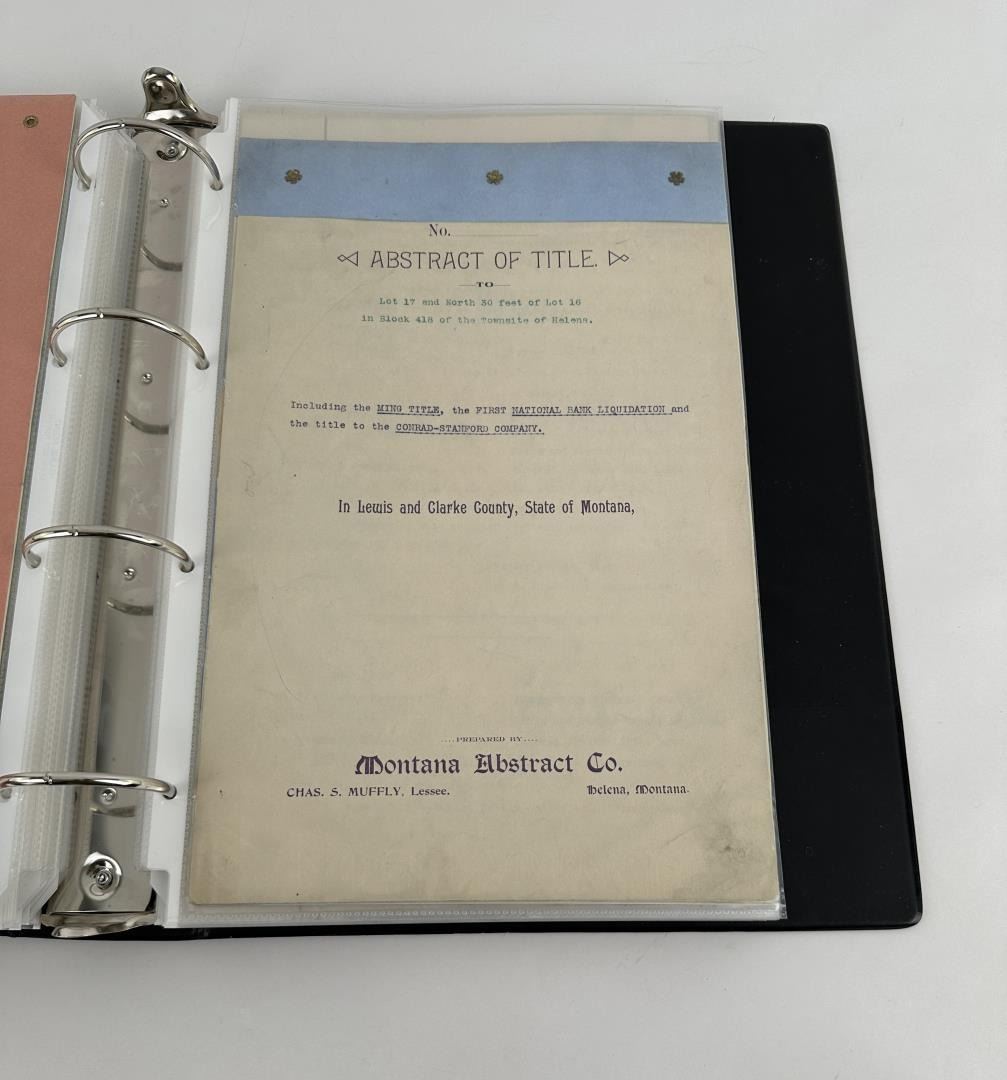 No.
ABSTRACT OF TITLE.
TO
Lot 17 and North 30 feet of Lot 16
in Block 418 of the Townsite of Helena.
Including the MING TITLE, the FIRST NATIONAL BANK LIQUIDATION and
the title to the CONRAD-STANFORD COMPANY.
In Lewis and Clarke County, State of Montana,
....PREPARED BY....
Montana Abstract Co.
CHAS. S. MUFFLY, Lessee. Helena, Montana.